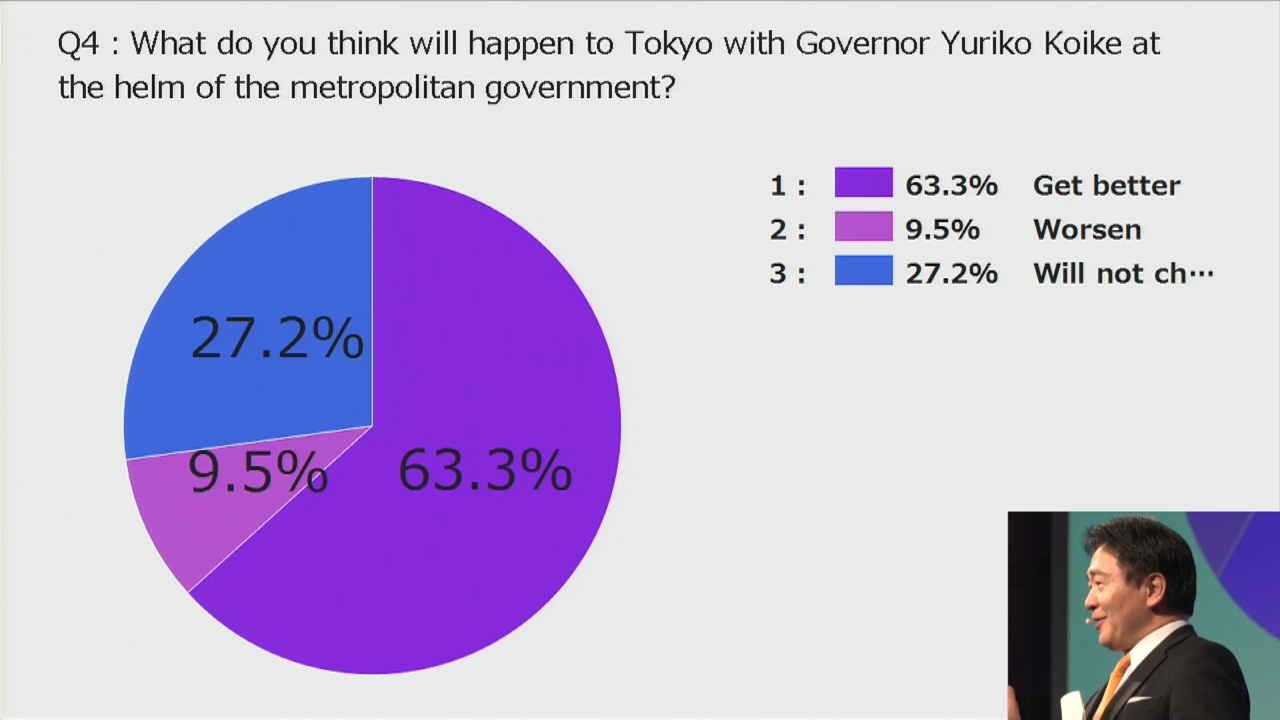 Q4 : What do you think will happen to Tokyo with Governor Yuriko Koike at
the helm of the metropolitan government?
1 : 63.3% Get better
2 : 9.5% Worsen
3 : 27.2% Will not ch…
27.2%
9.5%
63.3%